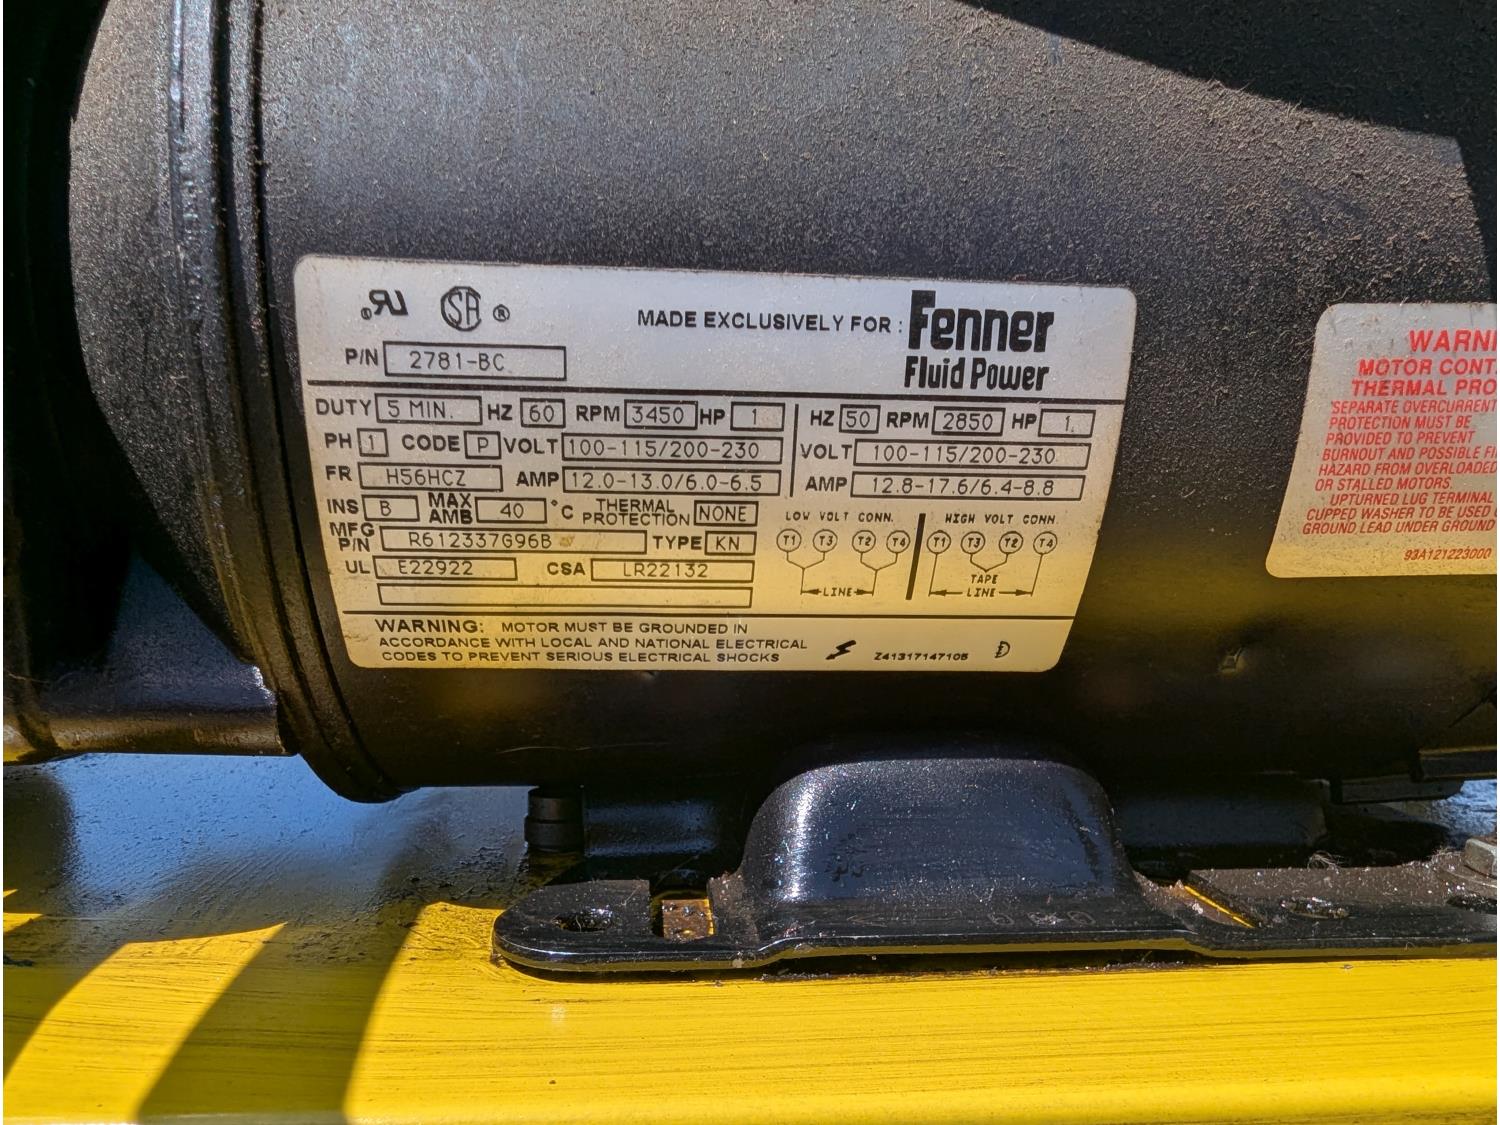 MADE EXCLUSIVELY FOR : Fenner
Fluid Power
P/N 2781-BC
DUTY 5 MIN. HZ 60 RPM 3450 HP 1 HZ 50 RPM 2850 HP 1
PH 1 CODE P VOLT 100-115/200-230 VOLT 100-115/200-230
FR H56HCZ AMP 12.0-13.0/6.0-6.5 AMP 12.8-17.6/6.4-8.8
INS B MAX AMB 40 °C THERMAL PROTECTION NONE
MFG P/N R612337G96B TYPE KN
UL E22922 CSA LR22132
LOW VOLT CONN. HIGH VOLT CONN.
T1 T3 T2 T4 T1 T3 T2 T4
TAPE
LINE LINE
WARNING: MOTOR MUST BE GROUNDED IN
ACCORDANCE WITH LOCAL AND NATIONAL ELECTRICAL
CODES TO PREVENT SERIOUS ELECTRICAL SHOCKS
Z41317147105
WARNI
MOTOR CONT
THERMAL PRO
SEPARATE OVERCURRENT
PROTECTION MUST BE
PROVIDED TO PREVENT
BURNOUT AND POSSIBLE FI
HAZARD FROM OVERLOADED
OR STALLED MOTORS.
UPTURNED LUG TERMINAL
CUPPED WASHER TO BE USED
GROUND LEAD UNDER GROUND
93A121223000